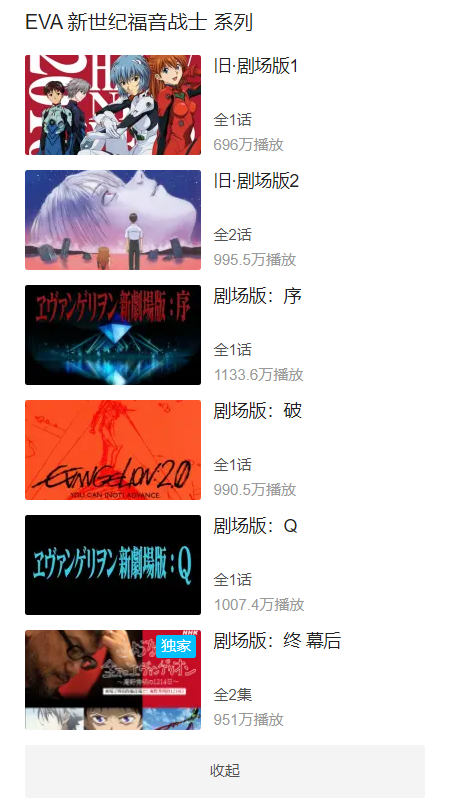 EVA 新世纪福音战士 系列
旧·剧场版1
全1话
696万播放
旧·剧场版2
全2话
995.5万播放
ヱヴァンゲリヲン新劇場版:序
剧场版：序
全1话
1133.6万播放
EVANGELION:2.0
YOU CAN (NOT) ADVANCE.
剧场版：破
全1话
990.5万播放
ヱヴァンゲリヲン新劇場版:Q
剧场版：Q
全1话
1007.4万播放
NHK
独家
剧场版：终 幕后
全2集
951万播放
收起